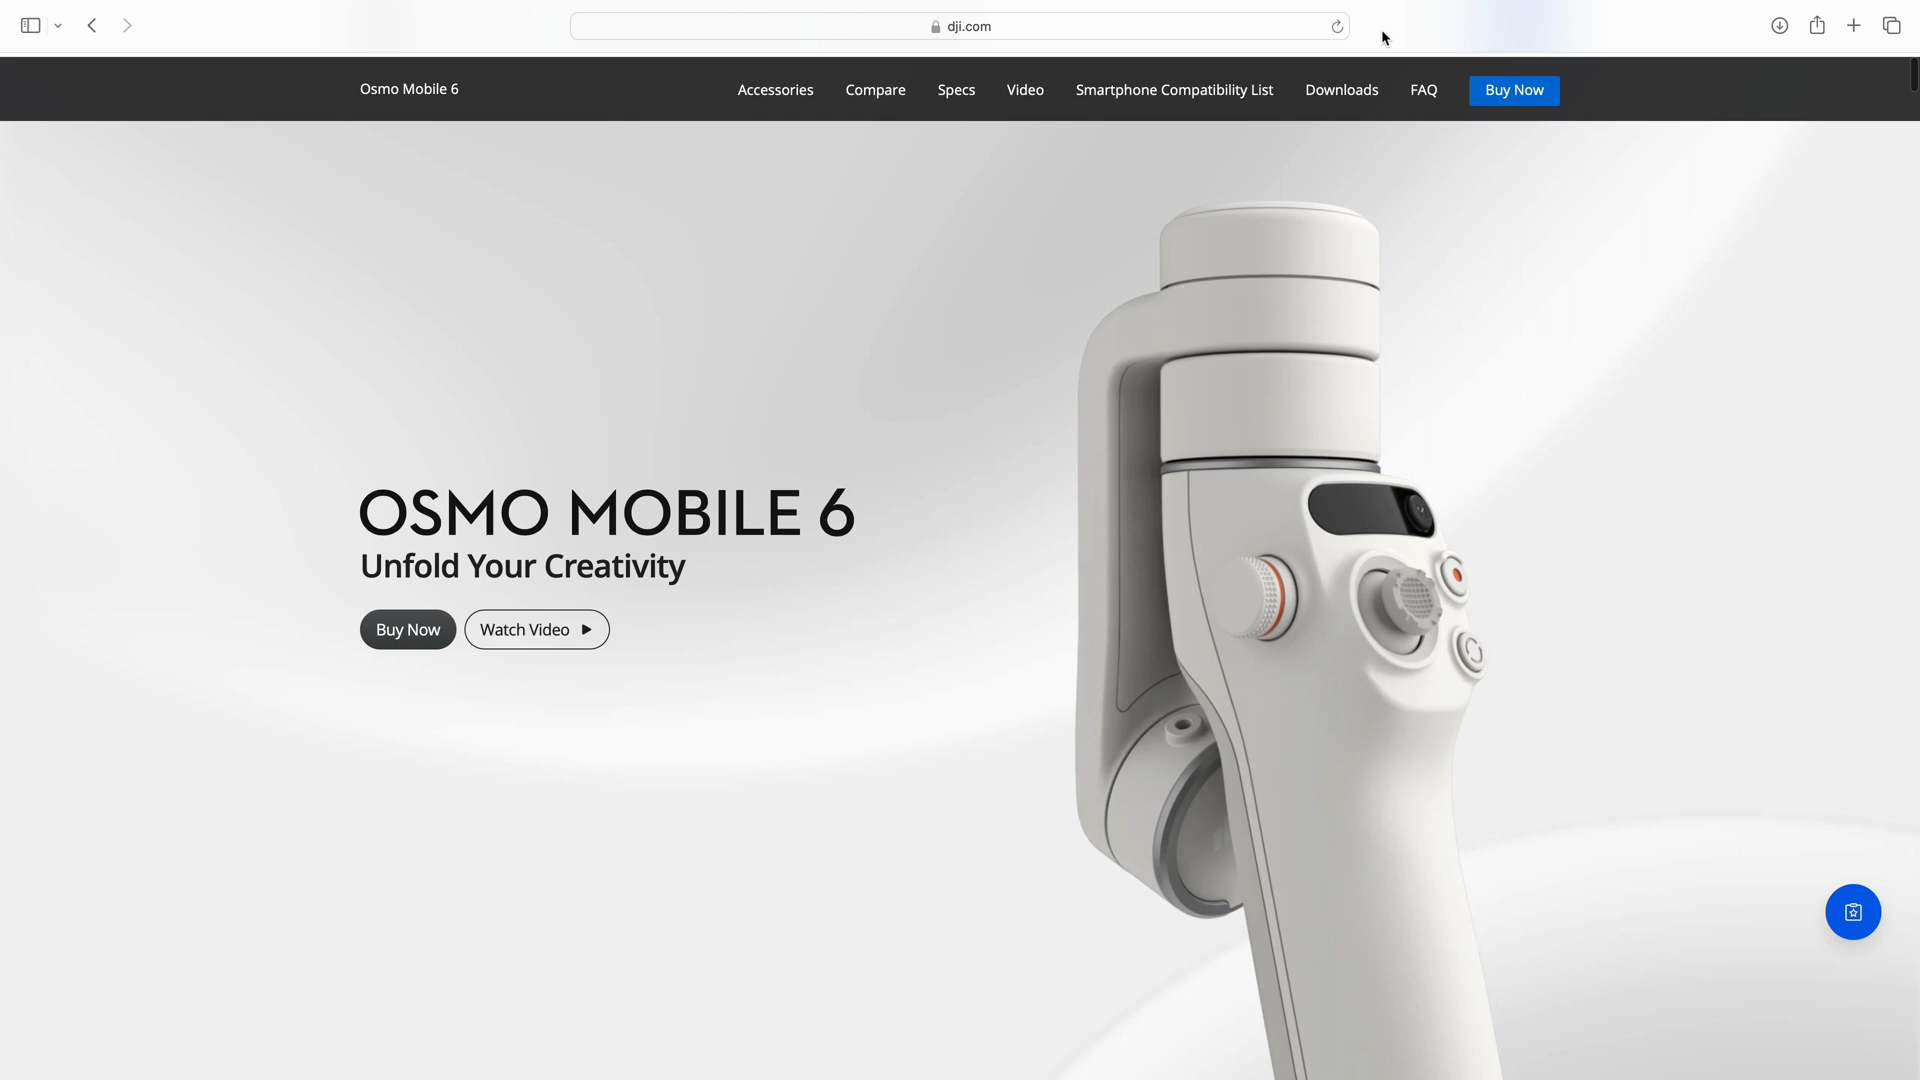 dji.com
Osmo Mobile 6
Accessories
Compare
Specs
Video
Smartphone Compatibility List
Downloads
FAQ
Buy Now
OSMO MOBILE 6
Unfold Your Creativity
Buy Now
Watch Video